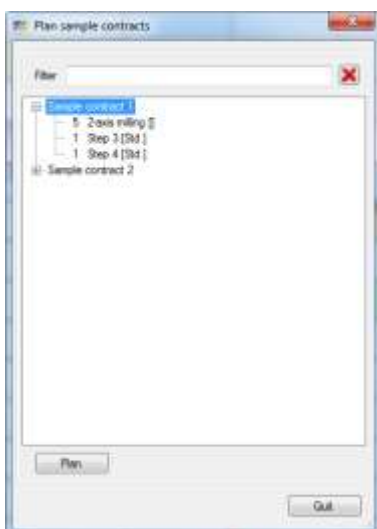 Plan sample contracts
Filter
Sample contract 1
5 2-axis milling []
1 Step 3 [Std.]
1 Step 4 [Std.]
Sample contract 2
Plan
Quit